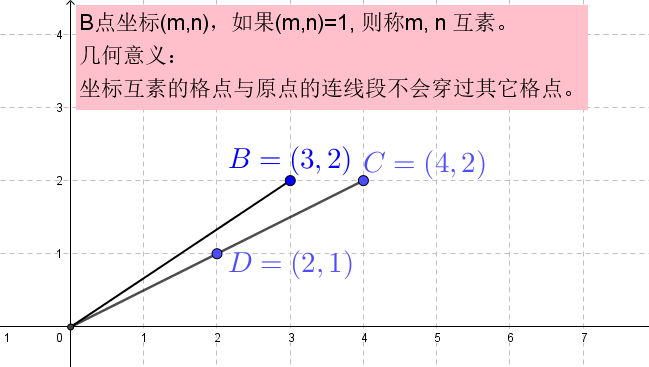 B点坐标(m,n)，如果(m,n)=1, 则称m, n 互素。
几何意义：
坐标互素的格点与原点的连线段不会穿过其它格点。
4
3
B = (3, 2)
C = (4, 2)
2
1
D = (2, 1)
1 0 1 2 3 4 5 6 7